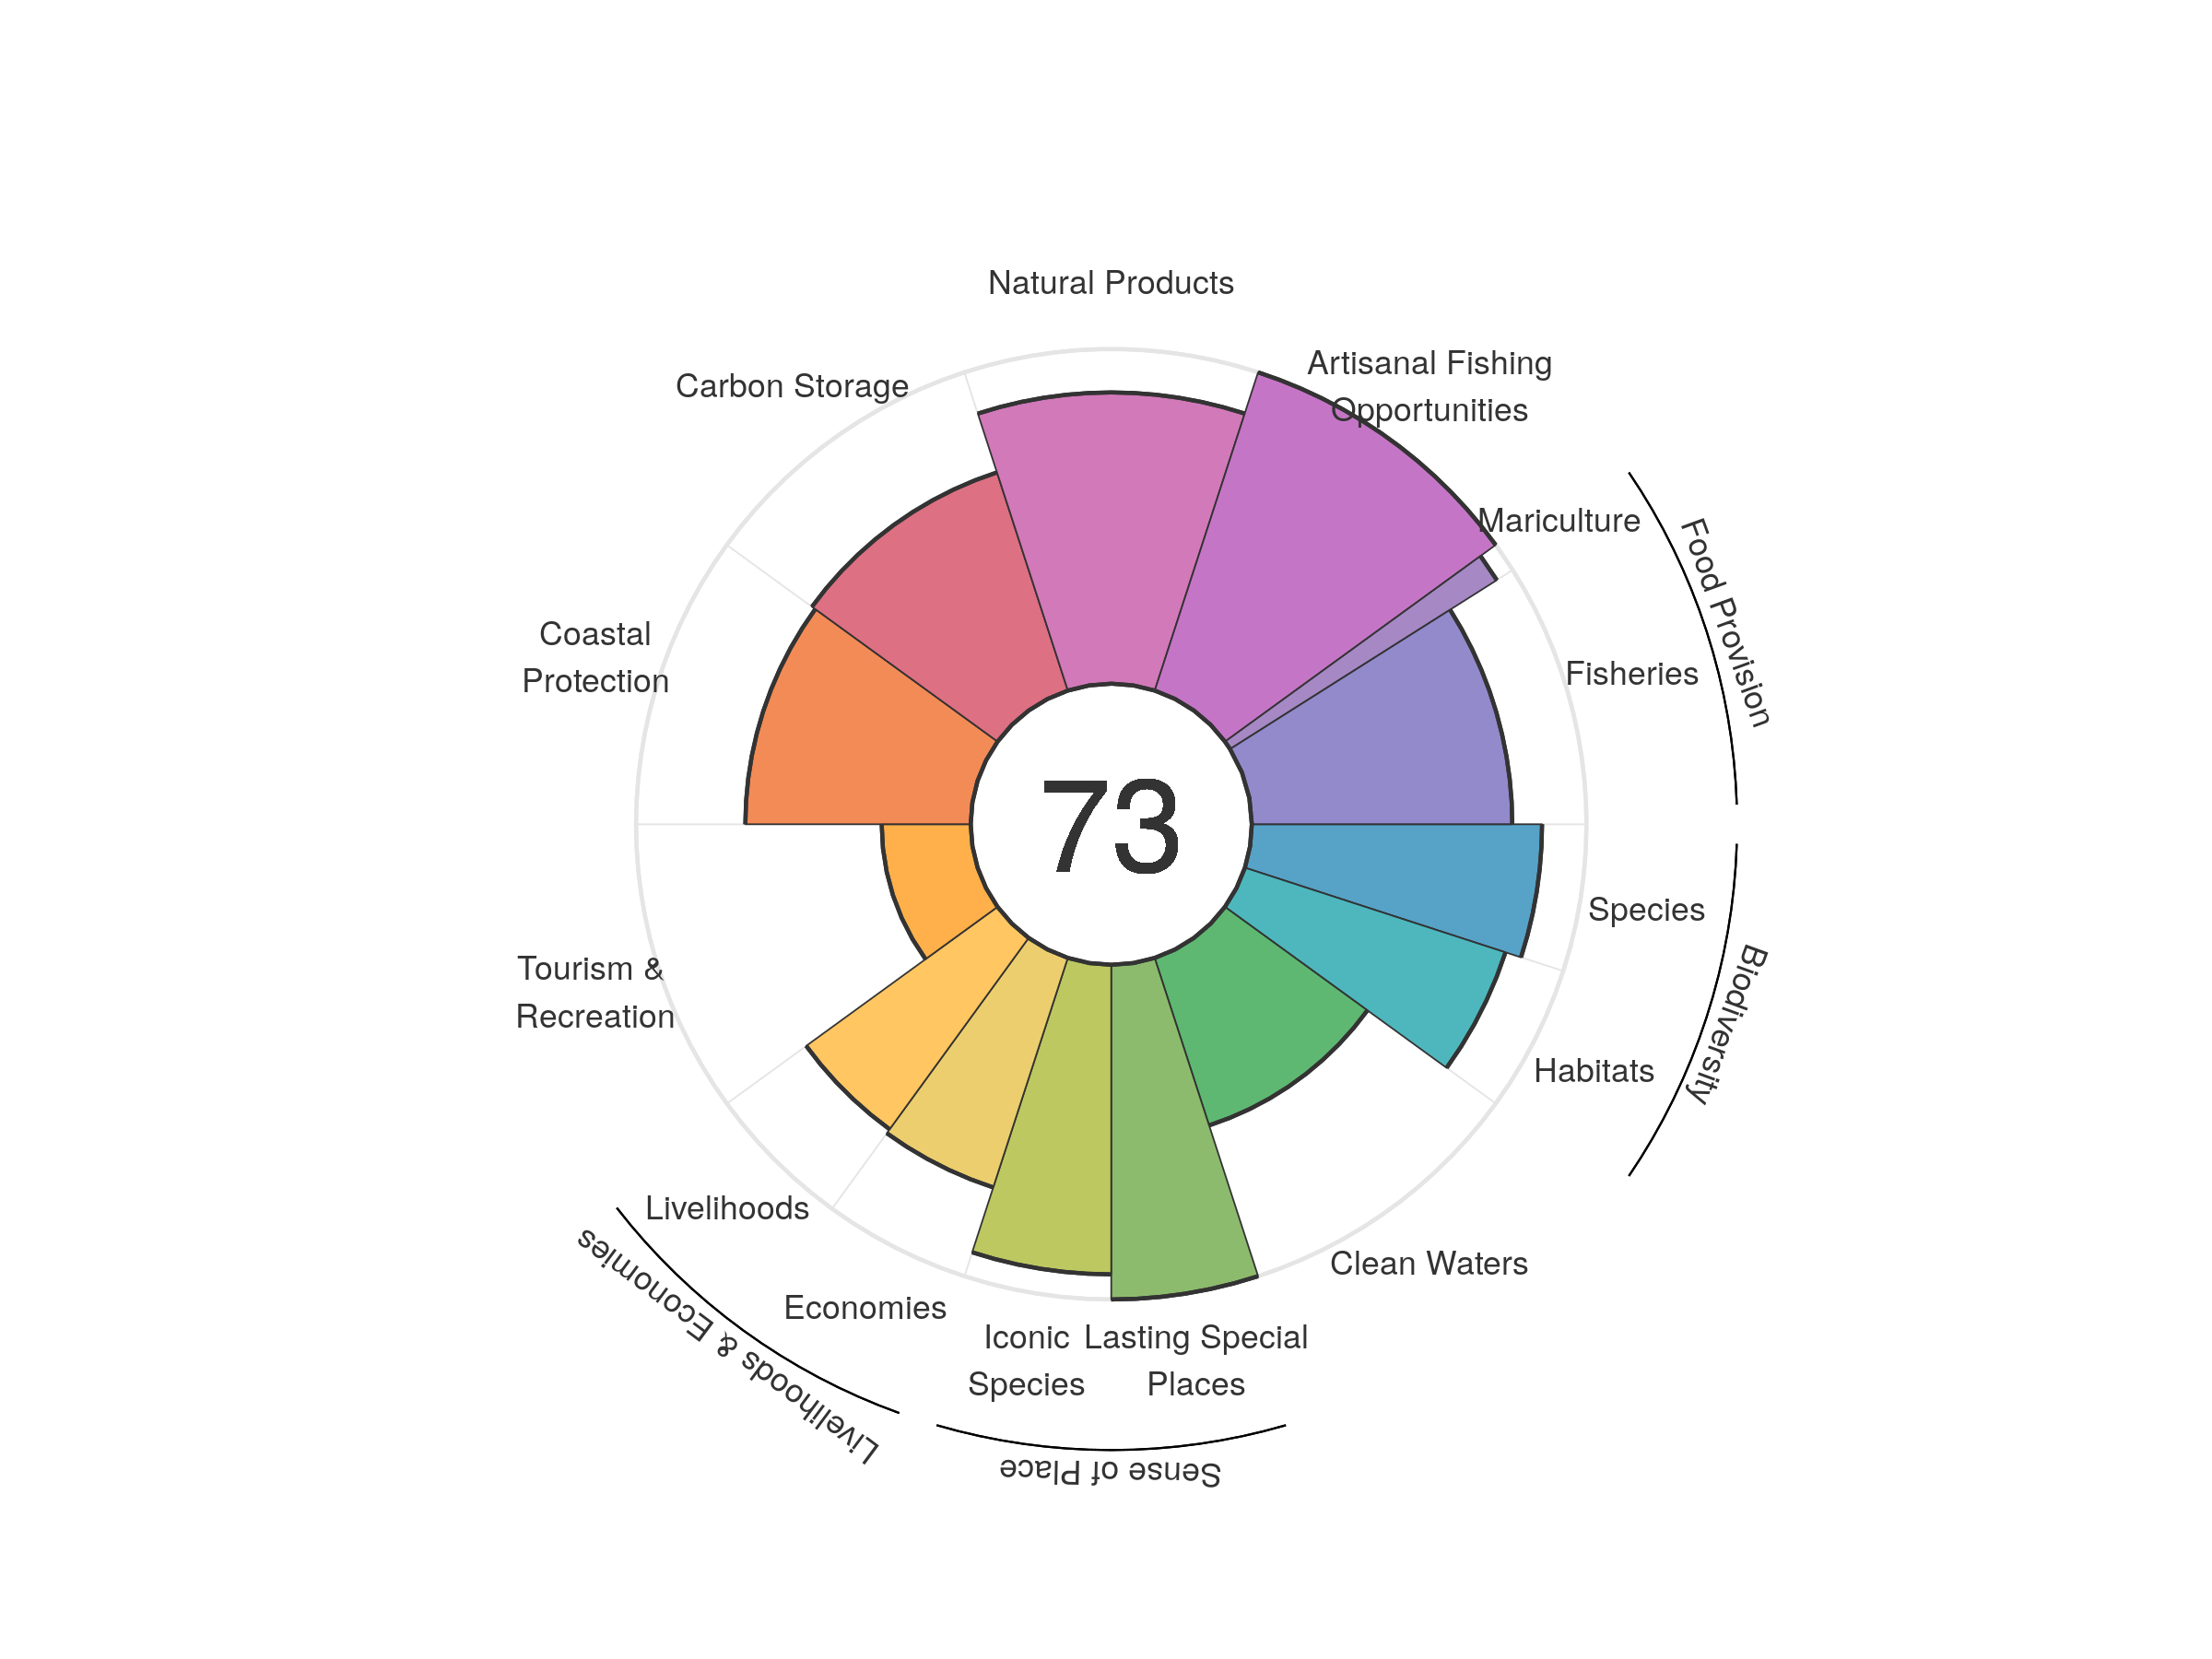 Natural Products
Artisanal Fishing
Opportunities
Carbon Storage
Mariculture
Food Provision
Coastal
Protection
Fisheries
73
Species
Biodiversity
Tourism &
Recreation
Habitats
Livelihoods
Clean Waters
Livelihoods & Economies
Economies
Iconic
Species
Lasting Special
Places
Sense of Place